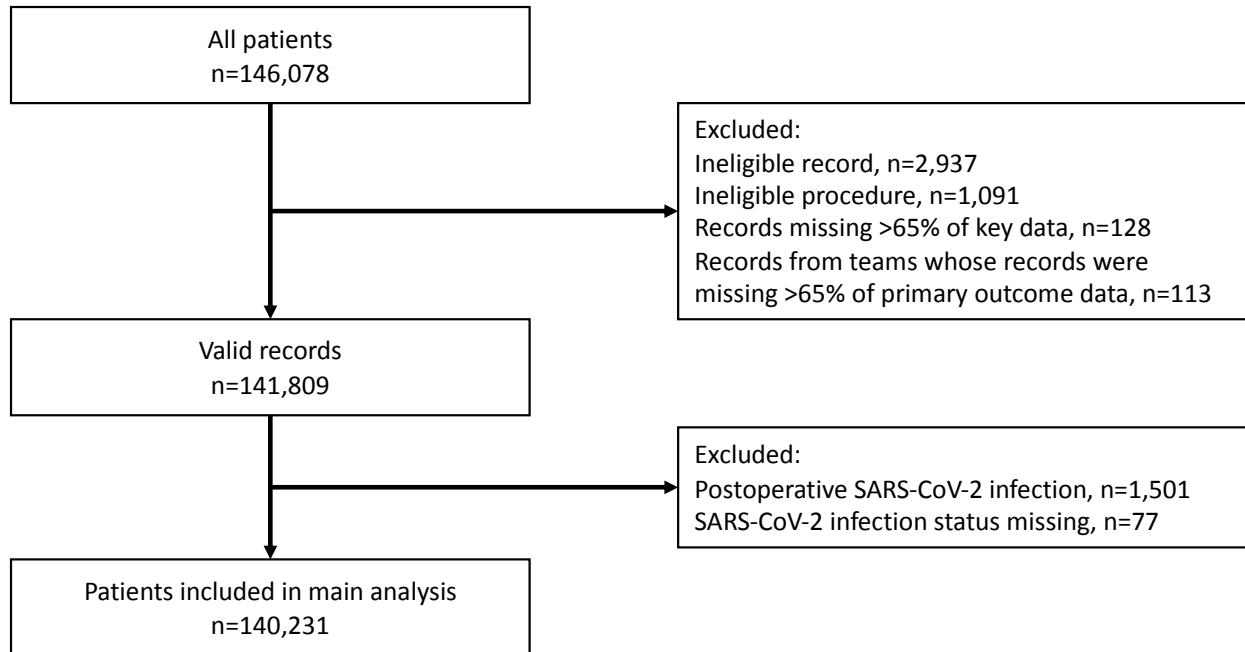 All patients
n=146,078
Excluded:
Ineligible record, n=2,937
Ineligible procedure, n=1,091
Records missing >65% of key data, n=128
Records from teams whose records were
missing >65% of primary outcome data, n=113
Valid records
n=141,809
Excluded:
Postoperative SARS-CoV-2 infection, n=1,501
SARS-CoV-2 infection status missing, n=77
Patients included in main analysis
n=140,231